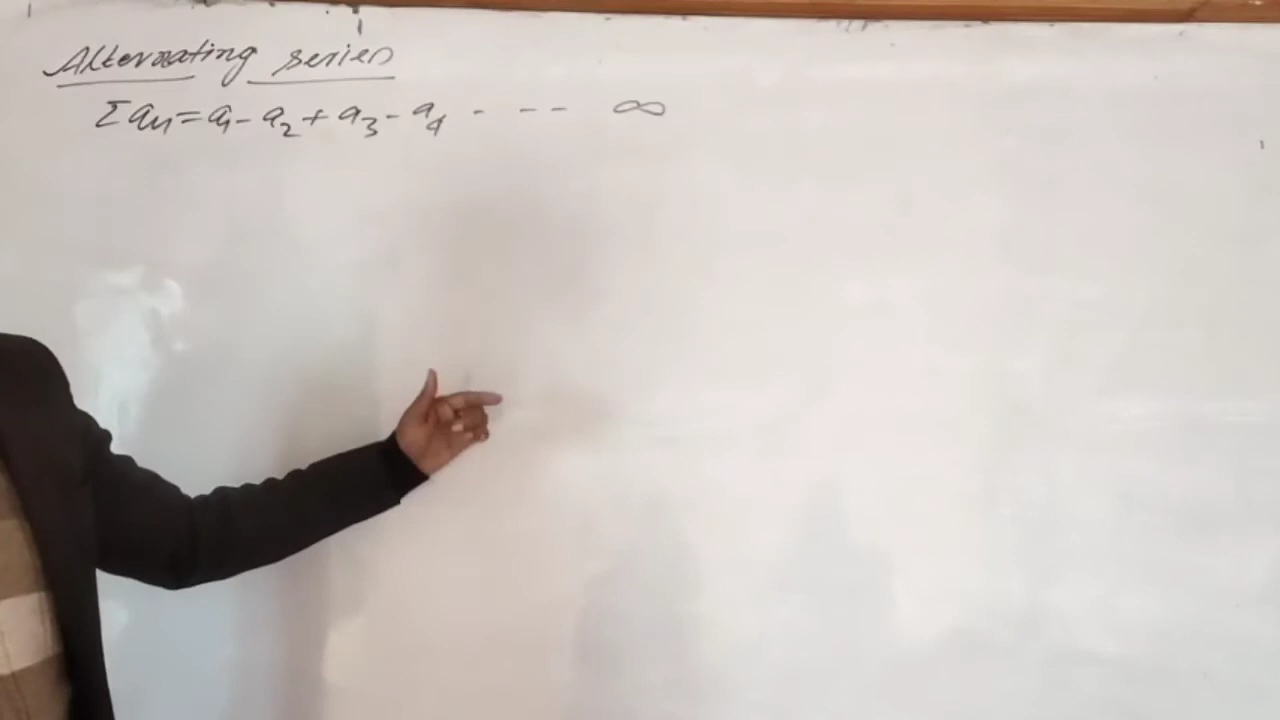 Alternating series
Σan = a1 - a2 + a3 - a4 - - - ∞